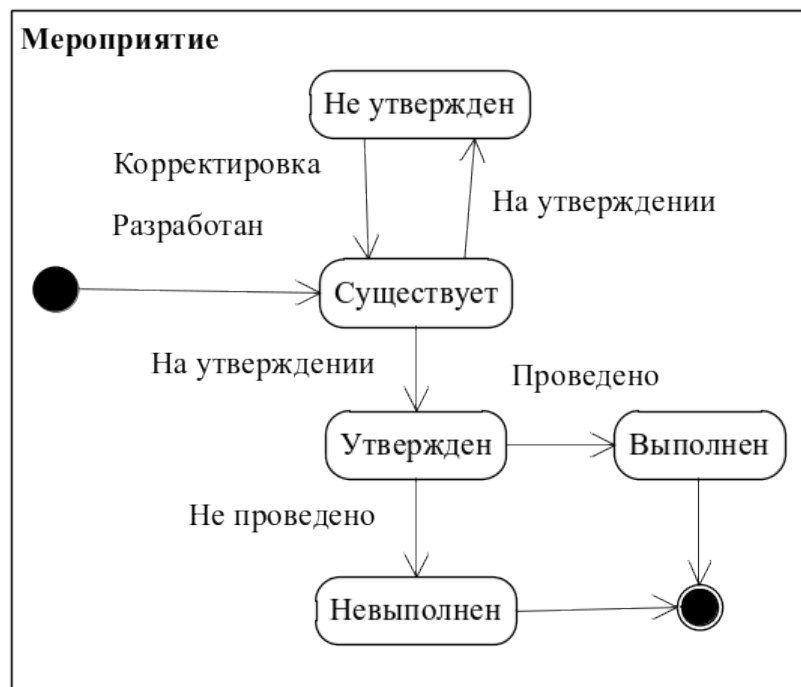 Мероприятие
Не утвержден
Корректировка
На утверждении
Разработан
Существует
На утверждении
Проведено
Утвержден
Выполнен
Не проведено
Невыполнен